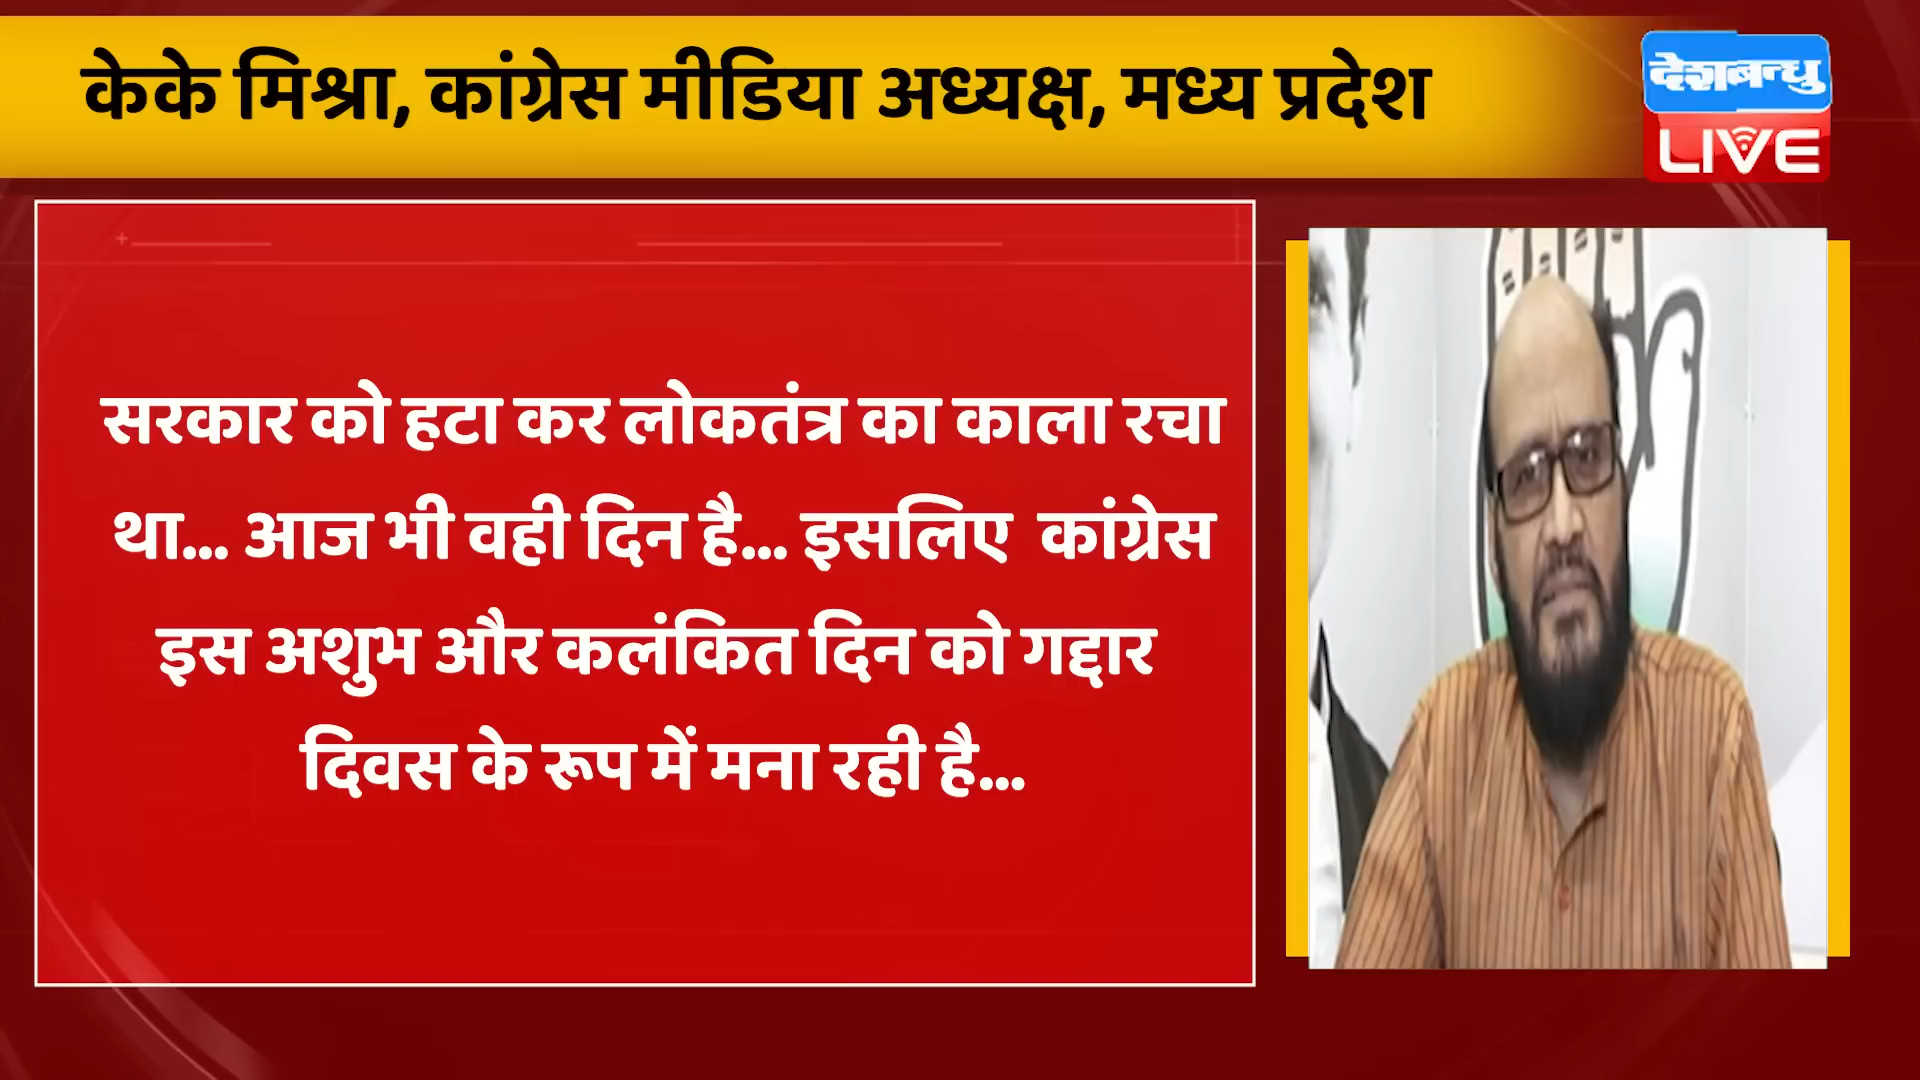 केके मिश्रा, कांग्रेस मीडिया अध्यक्ष, मध्य प्रदेश
देशबन्धु
LIVE
सरकार को हटा कर लोकतंत्र का काला रचा
था... आज भी वही दिन है... इसलिए कांग्रेस
इस अशुभ और कलंकित दिन को गद्दार
दिवस के रूप में मना रही है...